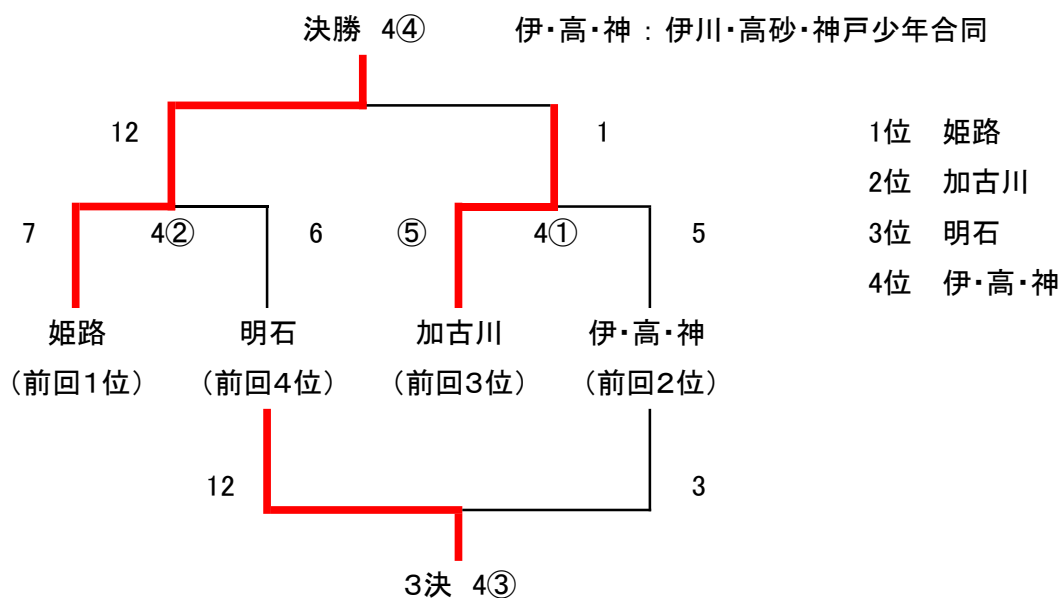 決勝 4④ 伊・高・神 : 伊川・高砂・神戸少年合同
12 1
1位 姫路
2位 加古川
7 4② 6 ⑤ 4① 5
3位 明石
4位 伊・高・神
姫路 明石 加古川 伊・高・神
(前回1位) (前回4位) (前回3位) (前回2位)
12 3
3決 4③